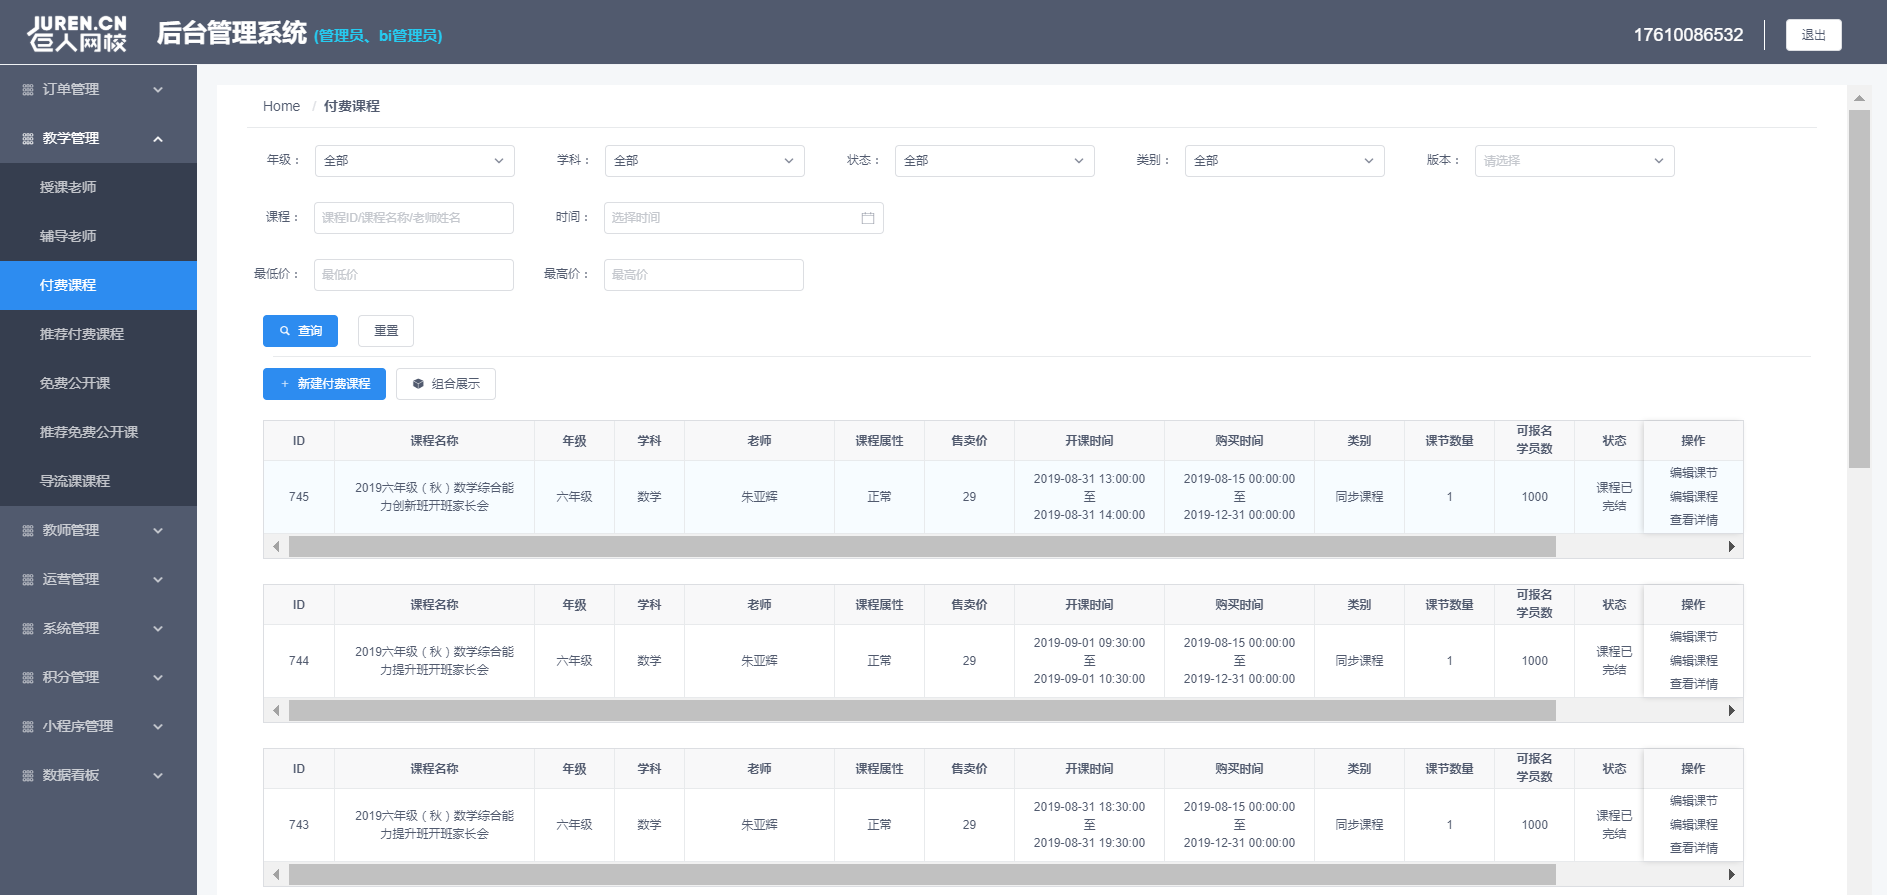 JUREN.CN
巨人网校
后台管理系统 (管理员、bi管理员)
17610086532
退出
订单管理
教学管理
授课老师
辅导老师
付费课程
推荐付费课程
免费公开课
推荐免费公开课
导流课课程
教师管理
运营管理
系统管理
积分管理
小程序管理
数据看板
Home / 付费课程
年级： 全部 学科： 全部 状态： 全部 类别： 全部 版本： 请选择
课程： 课程ID/课程名称/老师姓名 时间： 选择时间
最低价： 最低价 最高价： 最高价
查询 重置
+ 新建付费课程 组合展示
ID 课程名称 年级 学科 老师 课程属性 售卖价 开课时间 购买时间 类别 课节数量 可报名学员数 状态 操作
745 2019六年级（秋）数学综合能力创新班开班家长会 六年级 数学 朱亚辉 正常 29 2019-08-31 13:00:00 至 2019-08-31 14:00:00 2019-08-15 00:00:00 至 2019-12-31 00:00:00 同步课程 1 1000 课程已完结 编辑课节 编辑课程 查看详情
ID 课程名称 年级 学科 老师 课程属性 售卖价 开课时间 购买时间 类别 课节数量 可报名学员数 状态 操作
744 2019六年级（秋）数学综合能力提升班开班家长会 六年级 数学 朱亚辉 正常 29 2019-09-01 09:30:00 至 2019-09-01 10:30:00 2019-08-15 00:00:00 至 2019-12-31 00:00:00 同步课程 1 1000 课程已完结 编辑课节 编辑课程 查看详情
ID 课程名称 年级 学科 老师 课程属性 售卖价 开课时间 购买时间 类别 课节数量 可报名学员数 状态 操作
743 2019六年级（秋）数学综合能力提升班开班家长会 六年级 数学 朱亚辉 正常 29 2019-08-31 18:30:00 至 2019-08-31 19:30:00 2019-08-15 00:00:00 至 2019-12-31 00:00:00 同步课程 1 1000 课程已完结 编辑课节 编辑课程 查看详情